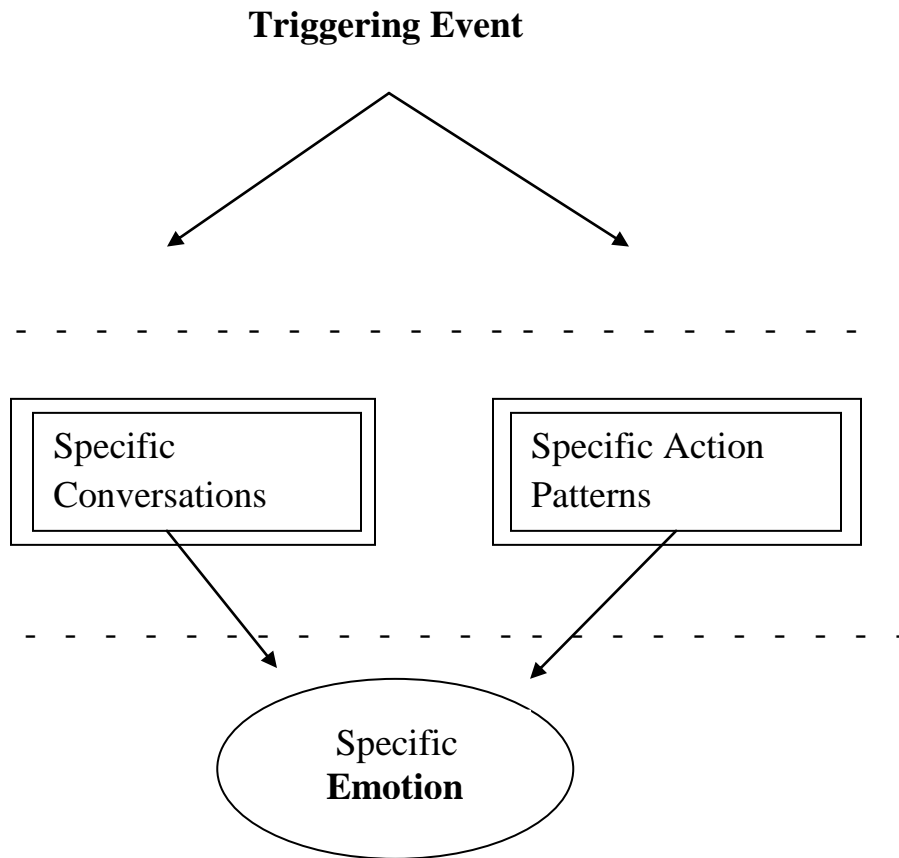 Triggering Event
Specific
Conversations
Specific Action
Patterns
Specific
Emotion